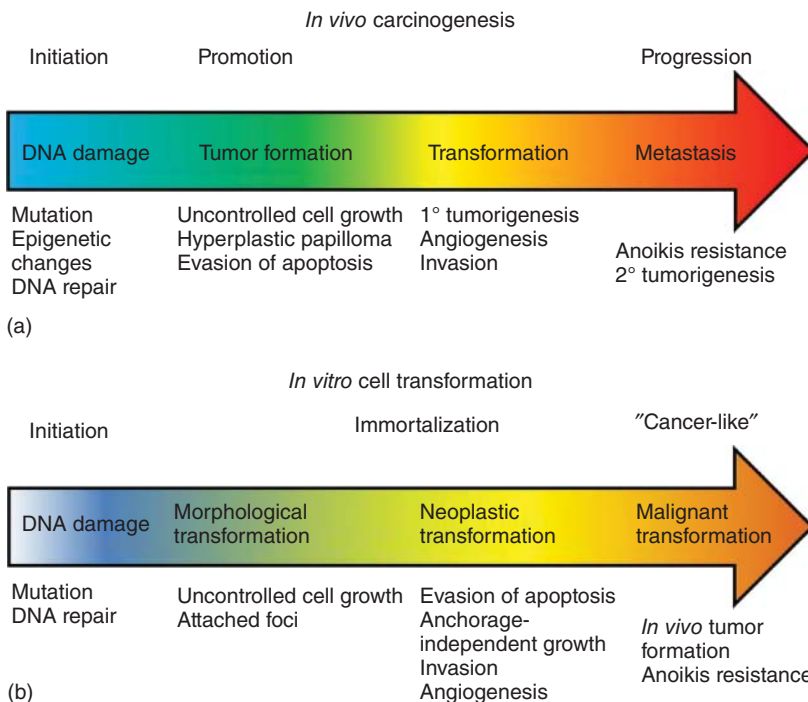 In vivo carcinogenesis
Initiation Promotion Progression
DNA damage Tumor formation Transformation Metastasis
Mutation
Epigenetic
changes
DNA repair
Uncontrolled cell growth
Hyperplastic papilloma
Evasion of apoptosis
1° tumorigenesis
Angiogenesis
Invasion
Anoikis resistance
2° tumorigenesis
(a)
In vitro cell transformation
Initiation Immortalization "Cancer-like"
DNA damage
Morphological
transformation
Neoplastic
transformation
Malignant
transformation
Mutation
DNA repair
Uncontrolled cell growth
Attached foci
Evasion of apoptosis
Anchorage-
independent growth
Invasion
Angiogenesis
In vivo tumor
formation
Anoikis resistance
(b)